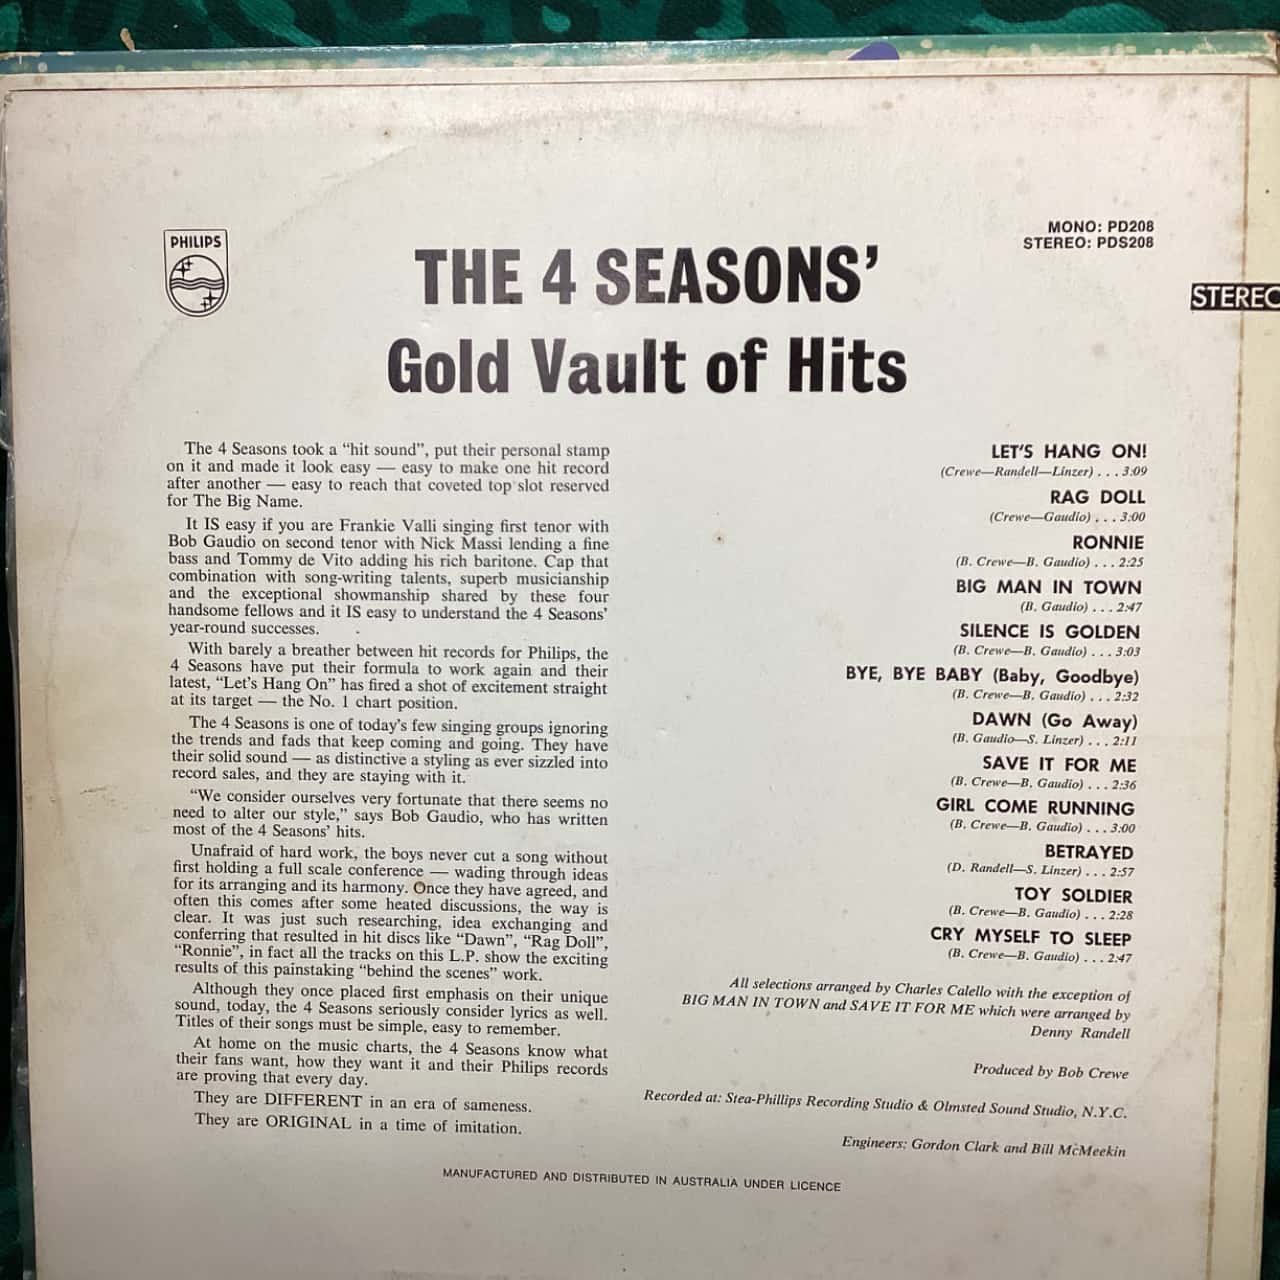 PHILIPS
MONO: PD208
STEREO: PDS208
STEREO
THE 4 SEASONS’
Gold Vault of Hits
The 4 Seasons took a “hit sound”, put their personal stamp
on it and made it look easy — easy to make one hit record
after another — easy to reach that coveted top slot reserved
for The Big Name.
It IS easy if you are Frankie Valli singing first tenor with
Bob Gaudio on second tenor with Nick Massi lending a fine
bass and Tommy de Vito adding his rich baritone. Cap that
combination with song-writing talents, superb musicianship
and the exceptional showmanship shared by these four
handsome fellows and it IS easy to understand the 4 Seasons’
year-round successes.
With barely a breather between hit records for Philips, the
4 Seasons have put their formula to work again and their
latest, “Let’s Hang On” has fired a shot of excitement straight
at its target — the No. 1 chart position.
The 4 Seasons is one of today’s few singing groups ignoring
the trends and fads that keep coming and going. They have
their solid sound — as distinctive a styling as ever sizzled into
record sales, and they are staying with it.
“We consider ourselves very fortunate that there seems no
need to alter our style,” says Bob Gaudio, who has written
most of the 4 Seasons’ hits.
Unafraid of hard work, the boys never cut a song without
first holding a full scale conference — wading through ideas
for its arranging and its harmony. Once they have agreed, and
often this comes after some heated discussions, the way is
clear. It was just such researching, idea exchanging and
conferring that resulted in hit discs like “Dawn”, “Rag Doll”,
“Ronnie”, in fact all the tracks on this L.P. show the exciting
results of this painstaking “behind the scenes” work.
Although they once placed first emphasis on their unique
sound, today, the 4 Seasons seriously consider lyrics as well.
Titles of their songs must be simple, easy to remember.
At home on the music charts, the 4 Seasons know what
their fans want, how they want it and their Philips records
are proving that every day.
They are DIFFERENT in an era of sameness.
They are ORIGINAL in a time of imitation.
LET’S HANG ON!
(Crewe—Randell—Linzer) . . . 3:09
RAG DOLL
(Crewe—Gaudio) . . . 3:00
RONNIE
(B. Crewe—B. Gaudio) . . . 2:25
BIG MAN IN TOWN
(B. Gaudio) . . . 2:47
SILENCE IS GOLDEN
(B. Crewe—B. Gaudio) . . . 3:03
BYE, BYE BABY (Baby, Goodbye)
(B. Crewe—B. Gaudio) . . . 2:32
DAWN (Go Away)
(B. Gaudio—S. Linzer) . . . 2:11
SAVE IT FOR ME
(B. Crewe—B. Gaudio) . . . 2:36
GIRL COME RUNNING
(B. Crewe—B. Gaudio) . . . 3:00
BETRAYED
(D. Randell—S. Linzer) . . . 2:57
TOY SOLDIER
(B. Crewe—B. Gaudio) . . . 2:28
CRY MYSELF TO SLEEP
(B. Crewe—B. Gaudio) . . . 2:47
All selections arranged by Charles Calello with the exception of
BIG MAN IN TOWN and SAVE IT FOR ME which were arranged by
Denny Randell
Produced by Bob Crewe
Recorded at: Stea-Phillips Recording Studio & Olmsted Sound Studio, N.Y.C.
Engineers: Gordon Clark and Bill McMeekin
MANUFACTURED AND DISTRIBUTED IN AUSTRALIA UNDER LICENCE